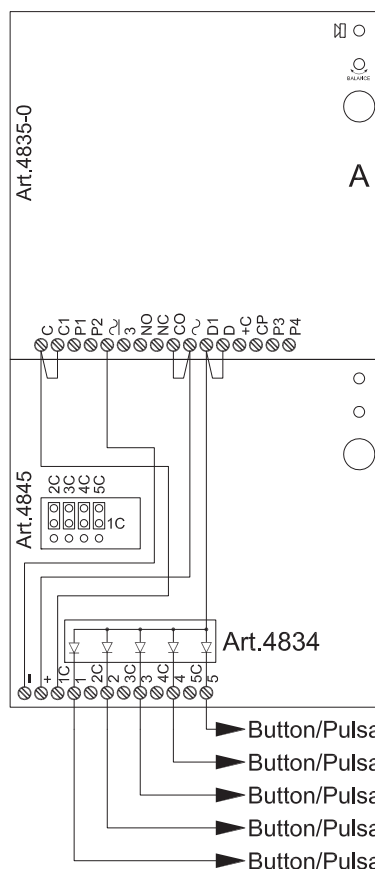 BALANCE
Art.4835-0
A
C
C1
P1
P2
3
NO
NC
CO
D1
D
+C
CP
P3
P4
Art.4845
2C
3C
4C
5C
1C
Art.4834
-
+
1C
1
2C
2
3C
3
4C
4
5C
5
Button/Pulsa
Button/Pulsa
Button/Pulsa
Button/Pulsa
Button/Pulsa